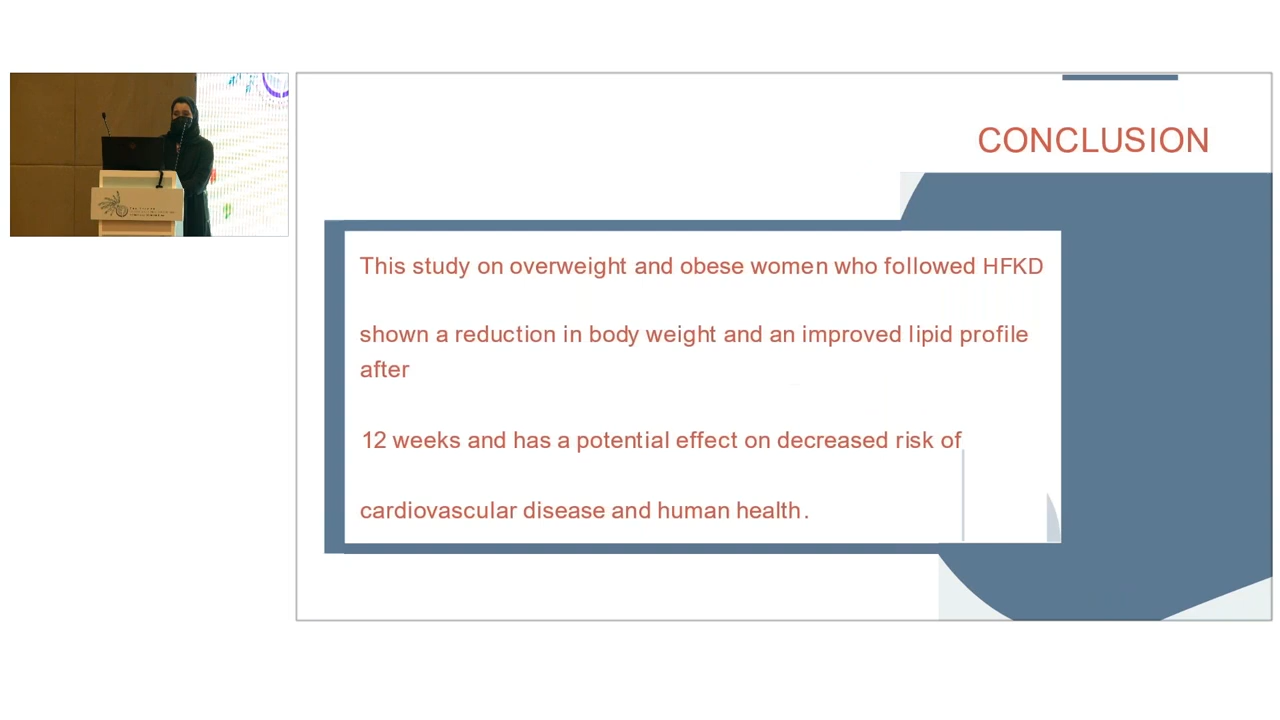 CONCLUSION
This study on overweight and obese women who followed HFKD
shown a reduction in body weight and an improved lipid profile
after
12 weeks and has a potential effect on decreased risk of
cardiovascular disease and human health.